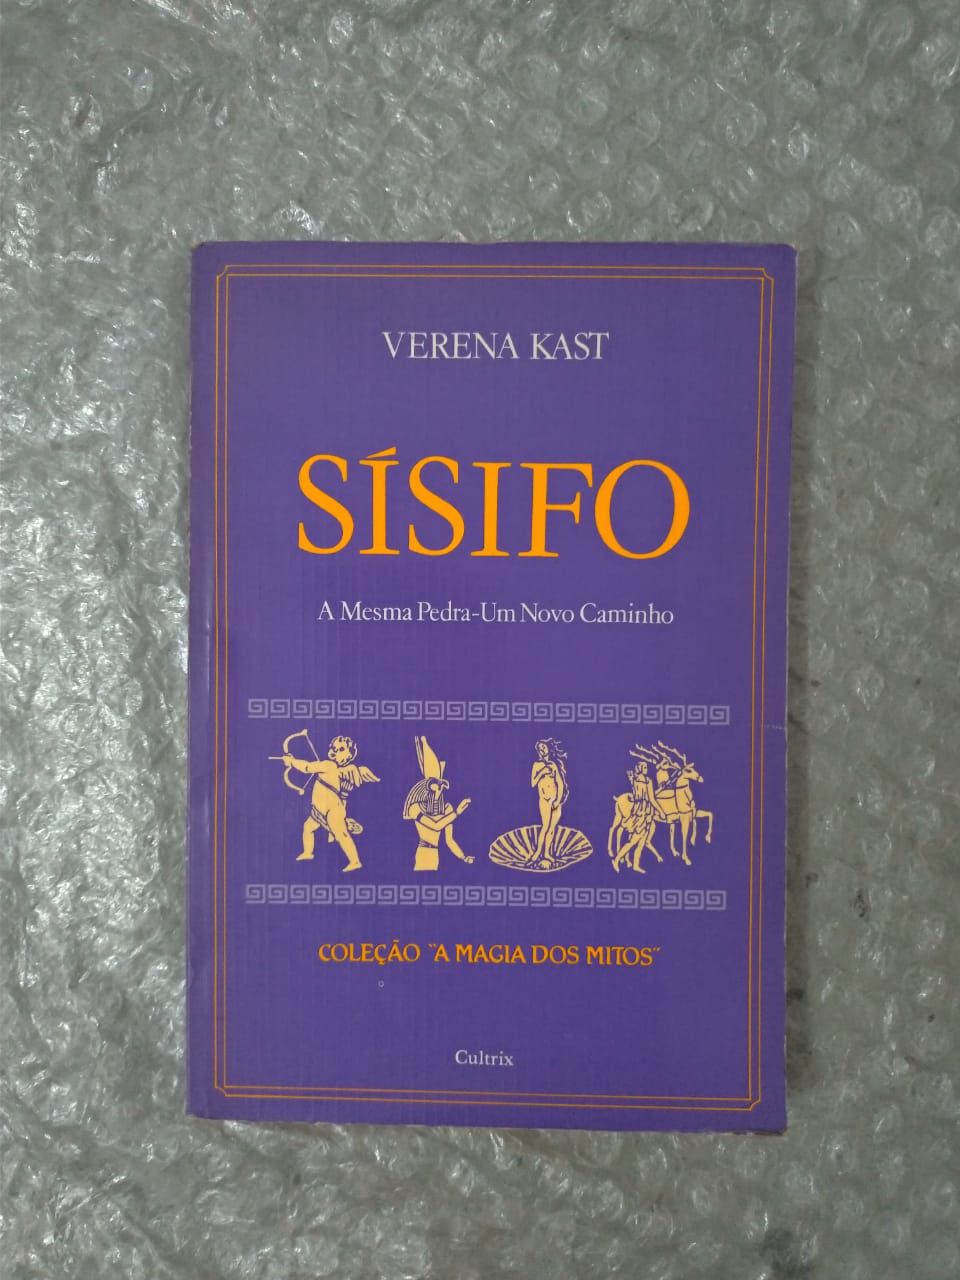 VERENA KAST
SÍSIFO
A Mesma Pedra-Um Novo Caminho
COLEÇÃO "A MAGIA DOS MITOS"
Cultrix